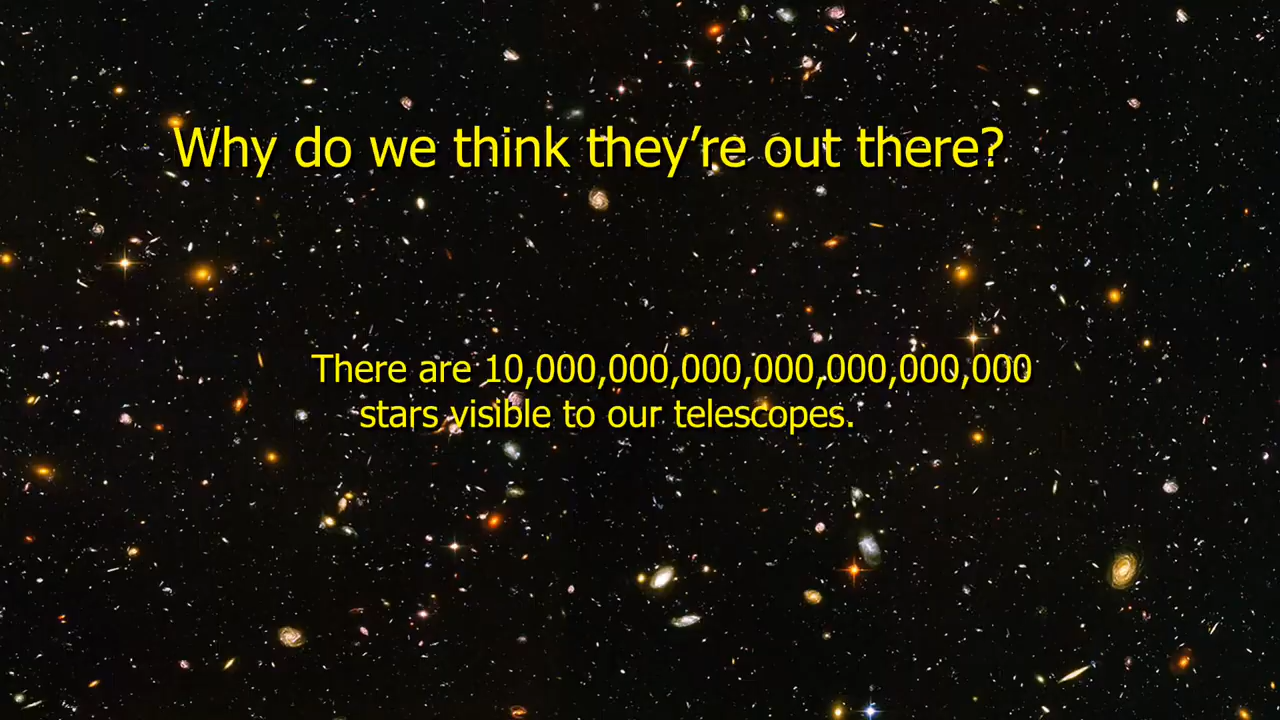 Why do we think they’re out there?
There are 10,000,000,000,000,000,000,000
stars visible to our telescopes.